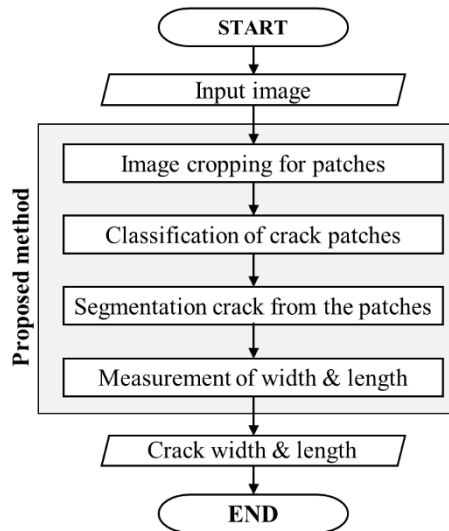 START
Input image
Proposed method
Image cropping for patches
Classification of crack patches
Segmentation crack from the patches
Measurement of width & length
Crack width & length
END